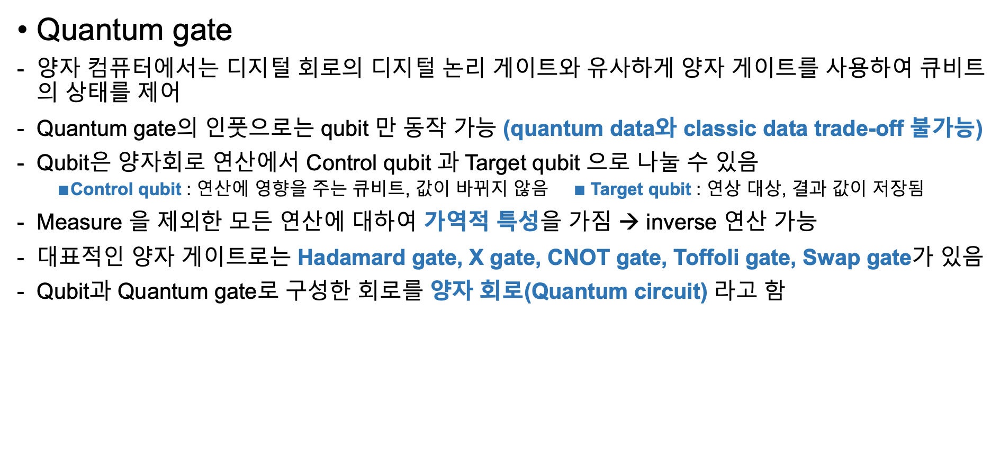 • Quantum gate
- 양자 컴퓨터에서는 디지털 회로의 디지털 논리 게이트와 유사하게 양자 게이트를 사용하여 큐비트
의 상태를 제어
- Quantum gate의 인풋으로는 qubit 만 동작 가능 (quantum data와 classic data trade-off 불가능)
- Qubit은 양자회로 연산에서 Control qubit 과 Target qubit 으로 나눌 수 있음
■Control qubit : 연산에 영향을 주는 큐비트, 값이 바뀌지 않음 ■ Target qubit : 연상 대상, 결과 값이 저장됨
- Measure 을 제외한 모든 연산에 대하여 가역적 특성을 가짐 → inverse 연산 가능
- 대표적인 양자 게이트로는 Hadamard gate, X gate, CNOT gate, Toffoli gate, Swap gate가 있음
- Qubit과 Quantum gate로 구성한 회로를 양자 회로(Quantum circuit) 라고 함